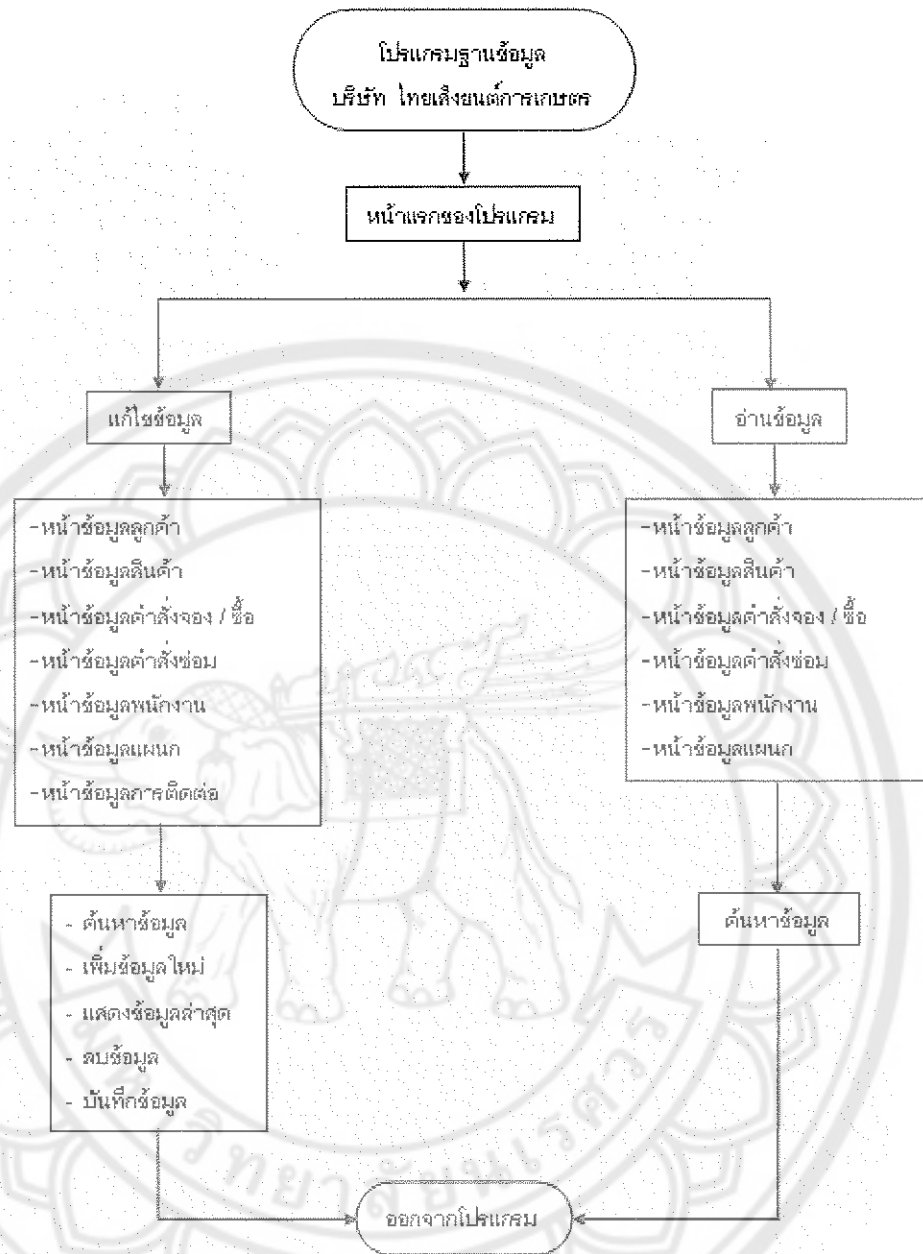 โปรแกรมฐานข้อมูล
บริษัท ไทยเส็งยนต์การเกษตร
หน้าแรกของโปรแกรม
แก้ไขข้อมูล
อ่านข้อมูล
-หน้าข้อมูลลูกค้า
-หน้าข้อมูลสินค้า
-หน้าข้อมูลคำสั่งจอง / ซื้อ
-หน้าข้อมูลคำสั่งซ่อม
-หน้าข้อมูลพนักงาน
-หน้าข้อมูลแผนก
-หน้าข้อมูลการติดต่อ
-หน้าข้อมูลลูกค้า
-หน้าข้อมูลสินค้า
-หน้าข้อมูลคำสั่งจอง / ซื้อ
-หน้าข้อมูลคำสั่งซ่อม
-หน้าข้อมูลพนักงาน
-หน้าข้อมูลแผนก
- ค้นหาข้อมูล
- เพิ่มข้อมูลใหม่
- แสดงข้อมูลล่าสุด
- ลบข้อมูล
- บันทึกข้อมูล
ค้นหาข้อมูล
ออกจากโปรแกรม